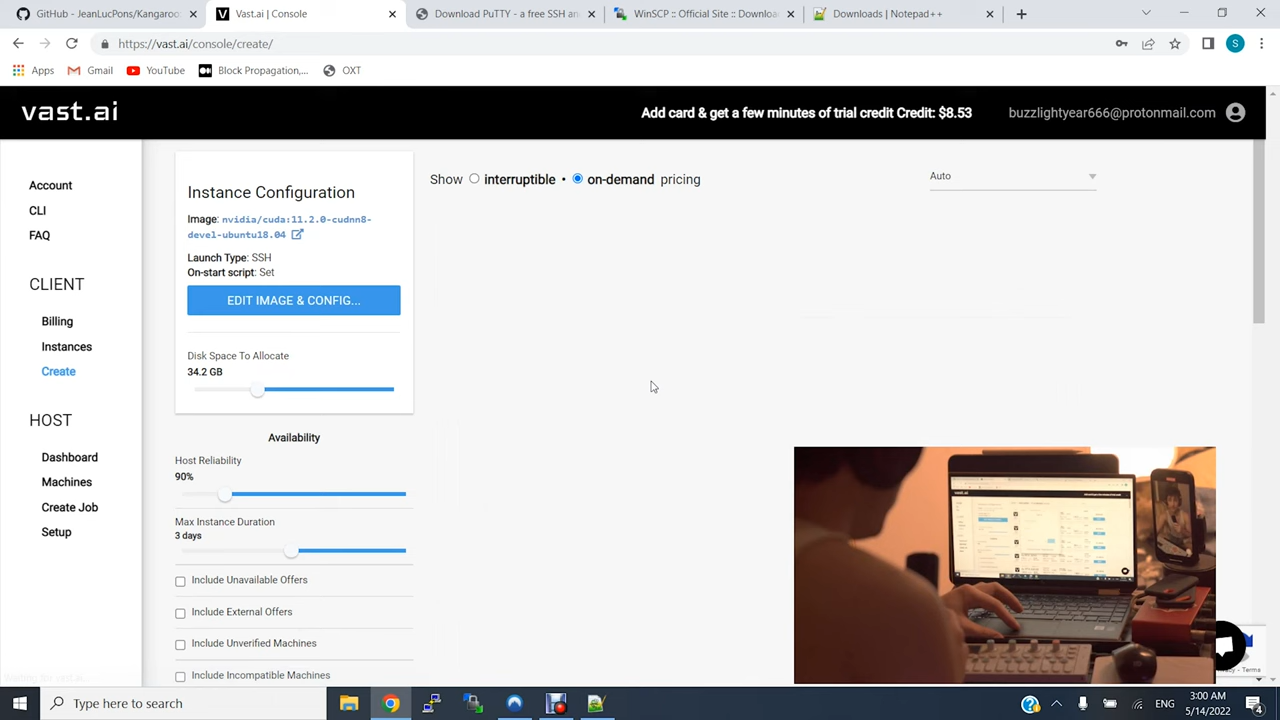 GitHub - JeanLucPons/Kangaroo:
Vast.ai | Console
Download PuTTY - a free SSH an
WinSCP :: Official Site :: Downloa
Downloads | Notepad++
https://vast.ai/console/create/
S
Apps
Gmail
YouTube
Block Propagation,...
OXT
vast.ai
Add card & get a few minutes of trial credit Credit: $8.53
buzzlightyear666@protonmail.com
Account
CLI
FAQ
CLIENT
Billing
Instances
Create
HOST
Dashboard
Machines
Create Job
Setup
Instance Configuration
Image: nvidia/cuda:11.2.0-cudnn8-
devel-ubuntu18.04
Launch Type: SSH
On-start script: Set
EDIT IMAGE & CONFIG...
Disk Space To Allocate
34.2 GB
Availability
Host Reliability
90%
Max Instance Duration
3 days
Include Unavailable Offers
Include External Offers
Include Unverified Machines
Include Incompatible Machines
Show interruptible • on-demand pricing
Auto
vast.ai
- Terms
Type here to search
ENG
3:00 AM
5/14/2022
4